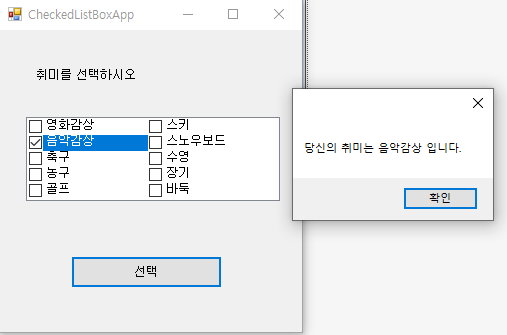 CheckedListBoxApp
취미를 선택하시오
영화감상 스키
음악감상 스노우보드
축구 수영
농구 장기
골프 바둑
선택
당신의 취미는 음악감상 입니다.
확인